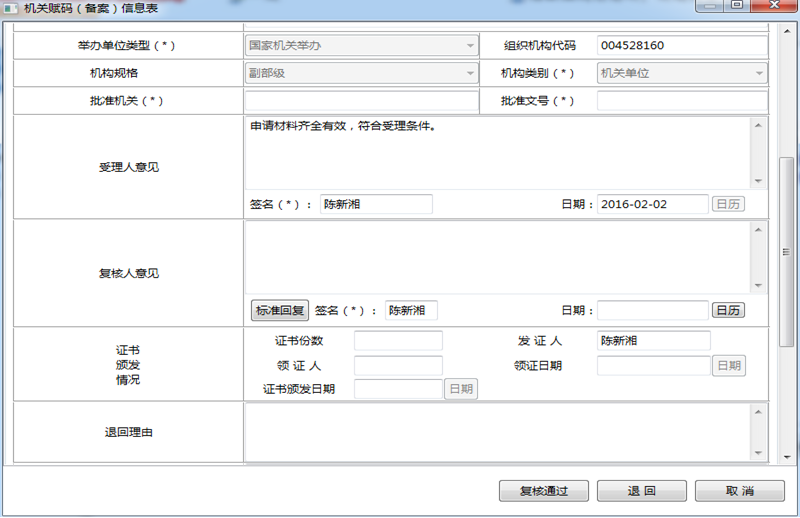 机关赋码（备案）信息表
举办单位类型（*） 国家机关举办 组织机构代码 004528160
机构规格 副部级 机构类别（*） 机关单位
批准机关（*） 批准文号（*）
申请材料齐全有效，符合受理条件。
受理人意见
签名（*）： 陈新湘 日期： 2016-02-02 日历
复核人意见
标准回复 签名（*）： 陈新湘 日期： 日历
证书份数 发 证 人 陈新湘
证书
颁发
情况
领 证 人 领证日期 日期
证书颁发日期 日期
退回理由
复核通过 退 回 取 消